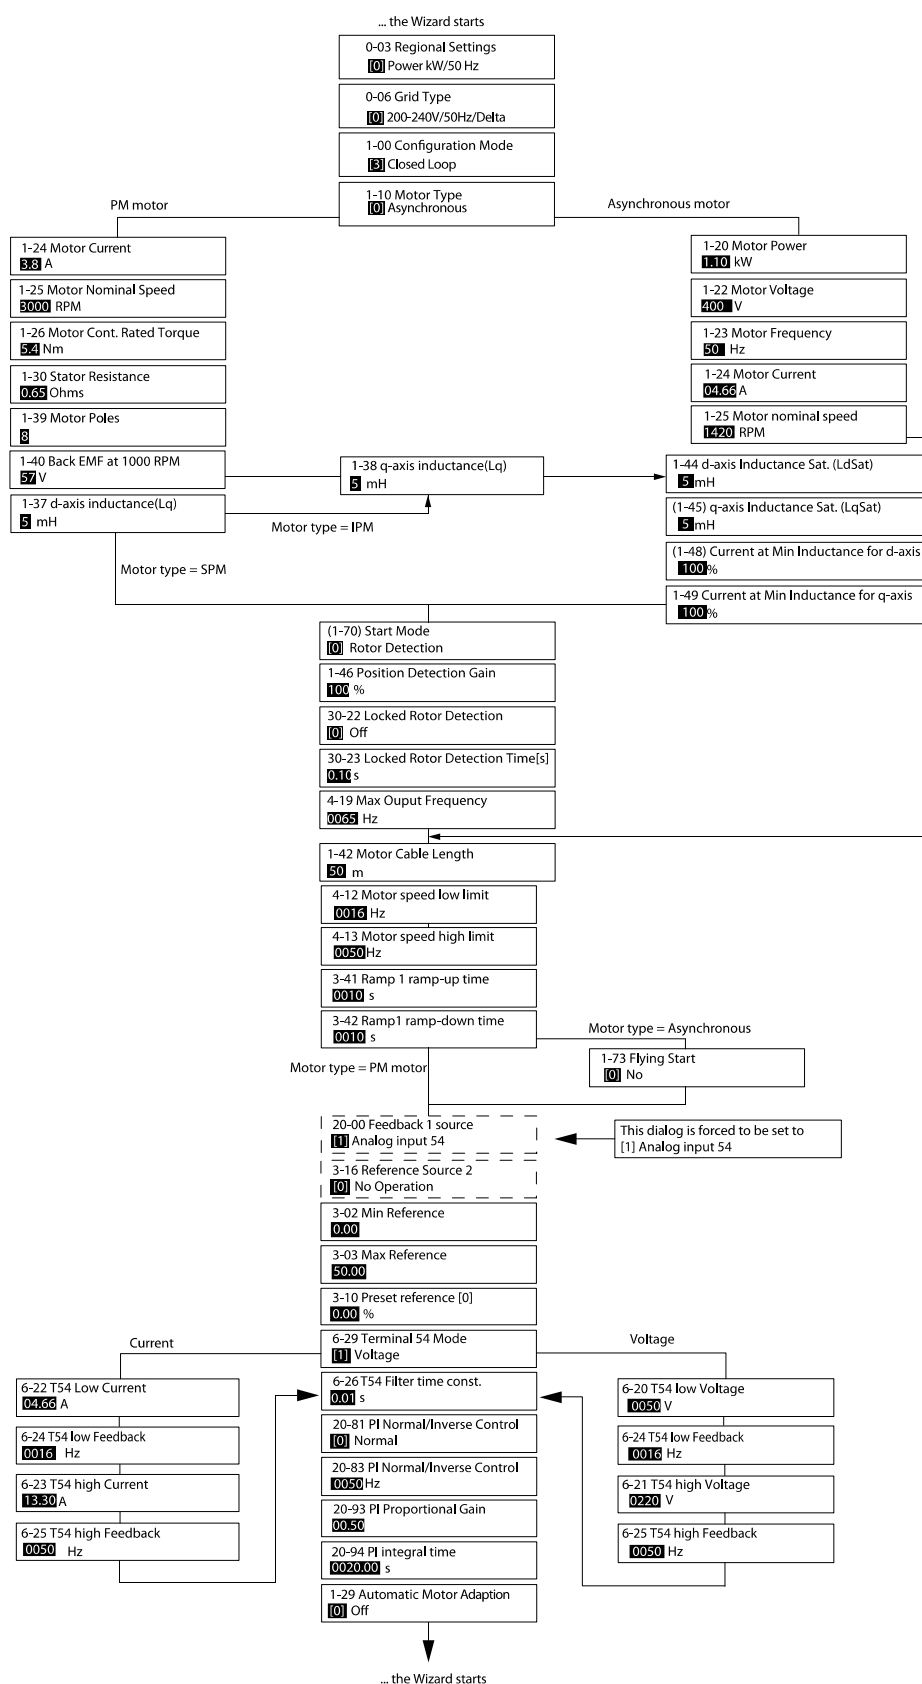 ... the Wizard starts
0-03 Regional Settings
[0] Power kW/50 Hz
0-06 Grid Type
[0] 200-240V/50Hz/Delta
1-00 Configuration Mode
[3] Closed Loop
1-10 Motor Type
[0] Asynchronous
PM motor
Asynchronous motor
1-24 Motor Current
3.8 A
1-25 Motor Nominal Speed
3000 RPM
1-26 Motor Cont. Rated Torque
5.4 Nm
1-30 Stator Resistance
0.65 Ohms
1-39 Motor Poles
8
1-40 Back EMF at 1000 RPM
57 V
1-37 d-axis inductance(Lq)
5 mH
1-20 Motor Power
1.10 kW
1-22 Motor Voltage
400 V
1-23 Motor Frequency
50 Hz
1-24 Motor Current
04.66 A
1-25 Motor nominal speed
1420 RPM
1-38 q-axis inductance(Lq)
5 mH
Motor type = IPM
Motor type = SPM
1-44 d-axis Inductance Sat. (LdSat)
5 mH
(1-45) q-axis Inductance Sat. (LqSat)
5 mH
(1-48) Current at Min Inductance for d-axis
100 %
1-49 Current at Min Inductance for q-axis
100 %
(1-70) Start Mode
[0] Rotor Detection
1-46 Position Detection Gain
100 %
30-22 Locked Rotor Detection
[0] Off
30-23 Locked Rotor Detection Time[s]
0.10 s
4-19 Max Ouput Frequency
0065 Hz
1-42 Motor Cable Length
50 m
4-12 Motor speed low limit
0016 Hz
4-13 Motor speed high limit
0050 Hz
3-41 Ramp 1 ramp-up time
0010 s
3-42 Ramp1 ramp-down time
0010 s
Motor type = Asynchronous
Motor type = PM motor
1-73 Flying Start
[0] No
20-00 Feedback 1 source
[1] Analog input 54
This dialog is forced to be set to
[1] Analog input 54
3-16 Reference Source 2
[0] No Operation
3-02 Min Reference
0.00
3-03 Max Reference
50.00
3-10 Preset reference [0]
0.00 %
6-29 Terminal 54 Mode
[1] Voltage
Current
Voltage
6-22 T54 Low Current
04.66 A
6-24 T54 low Feedback
0016 Hz
6-23 T54 high Current
13.30 A
6-25 T54 high Feedback
0050 Hz
6-26 T54 Filter time const.
0.01 s
20-81 PI Normal/Inverse Control
[0] Normal
20-83 PI Normal/Inverse Control
0050 Hz
20-93 PI Proportional Gain
00.50
20-94 PI integral time
0020.00 s
1-29 Automatic Motor Adaption
[0] Off
6-20 T54 low Voltage
0050 V
6-24 T54 low Feedback
0016 Hz
6-21 T54 high Voltage
0220 V
6-25 T54 high Feedback
0050 Hz
... the Wizard starts